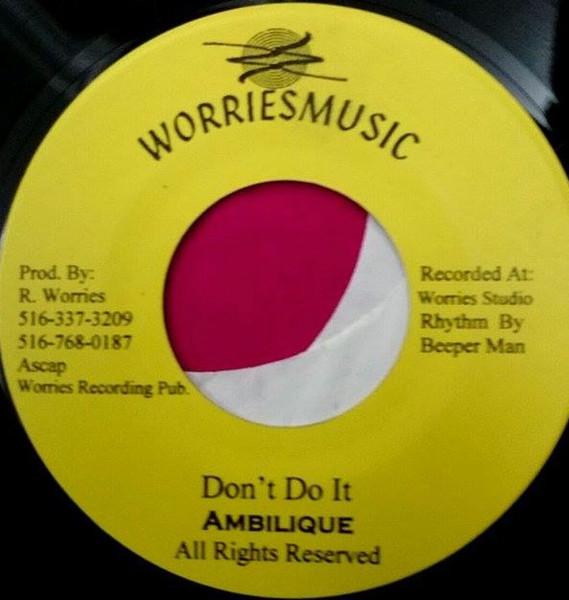 WORRIESMUSIC
Prod. By:
R. Worries
516-337-3209
516-768-0187
Ascap
Worries Recording Pub.
Recorded At:
Worries Studio
Rhythm By
Beeper Man
Don't Do It
AMBILIQUE
All Rights Reserved